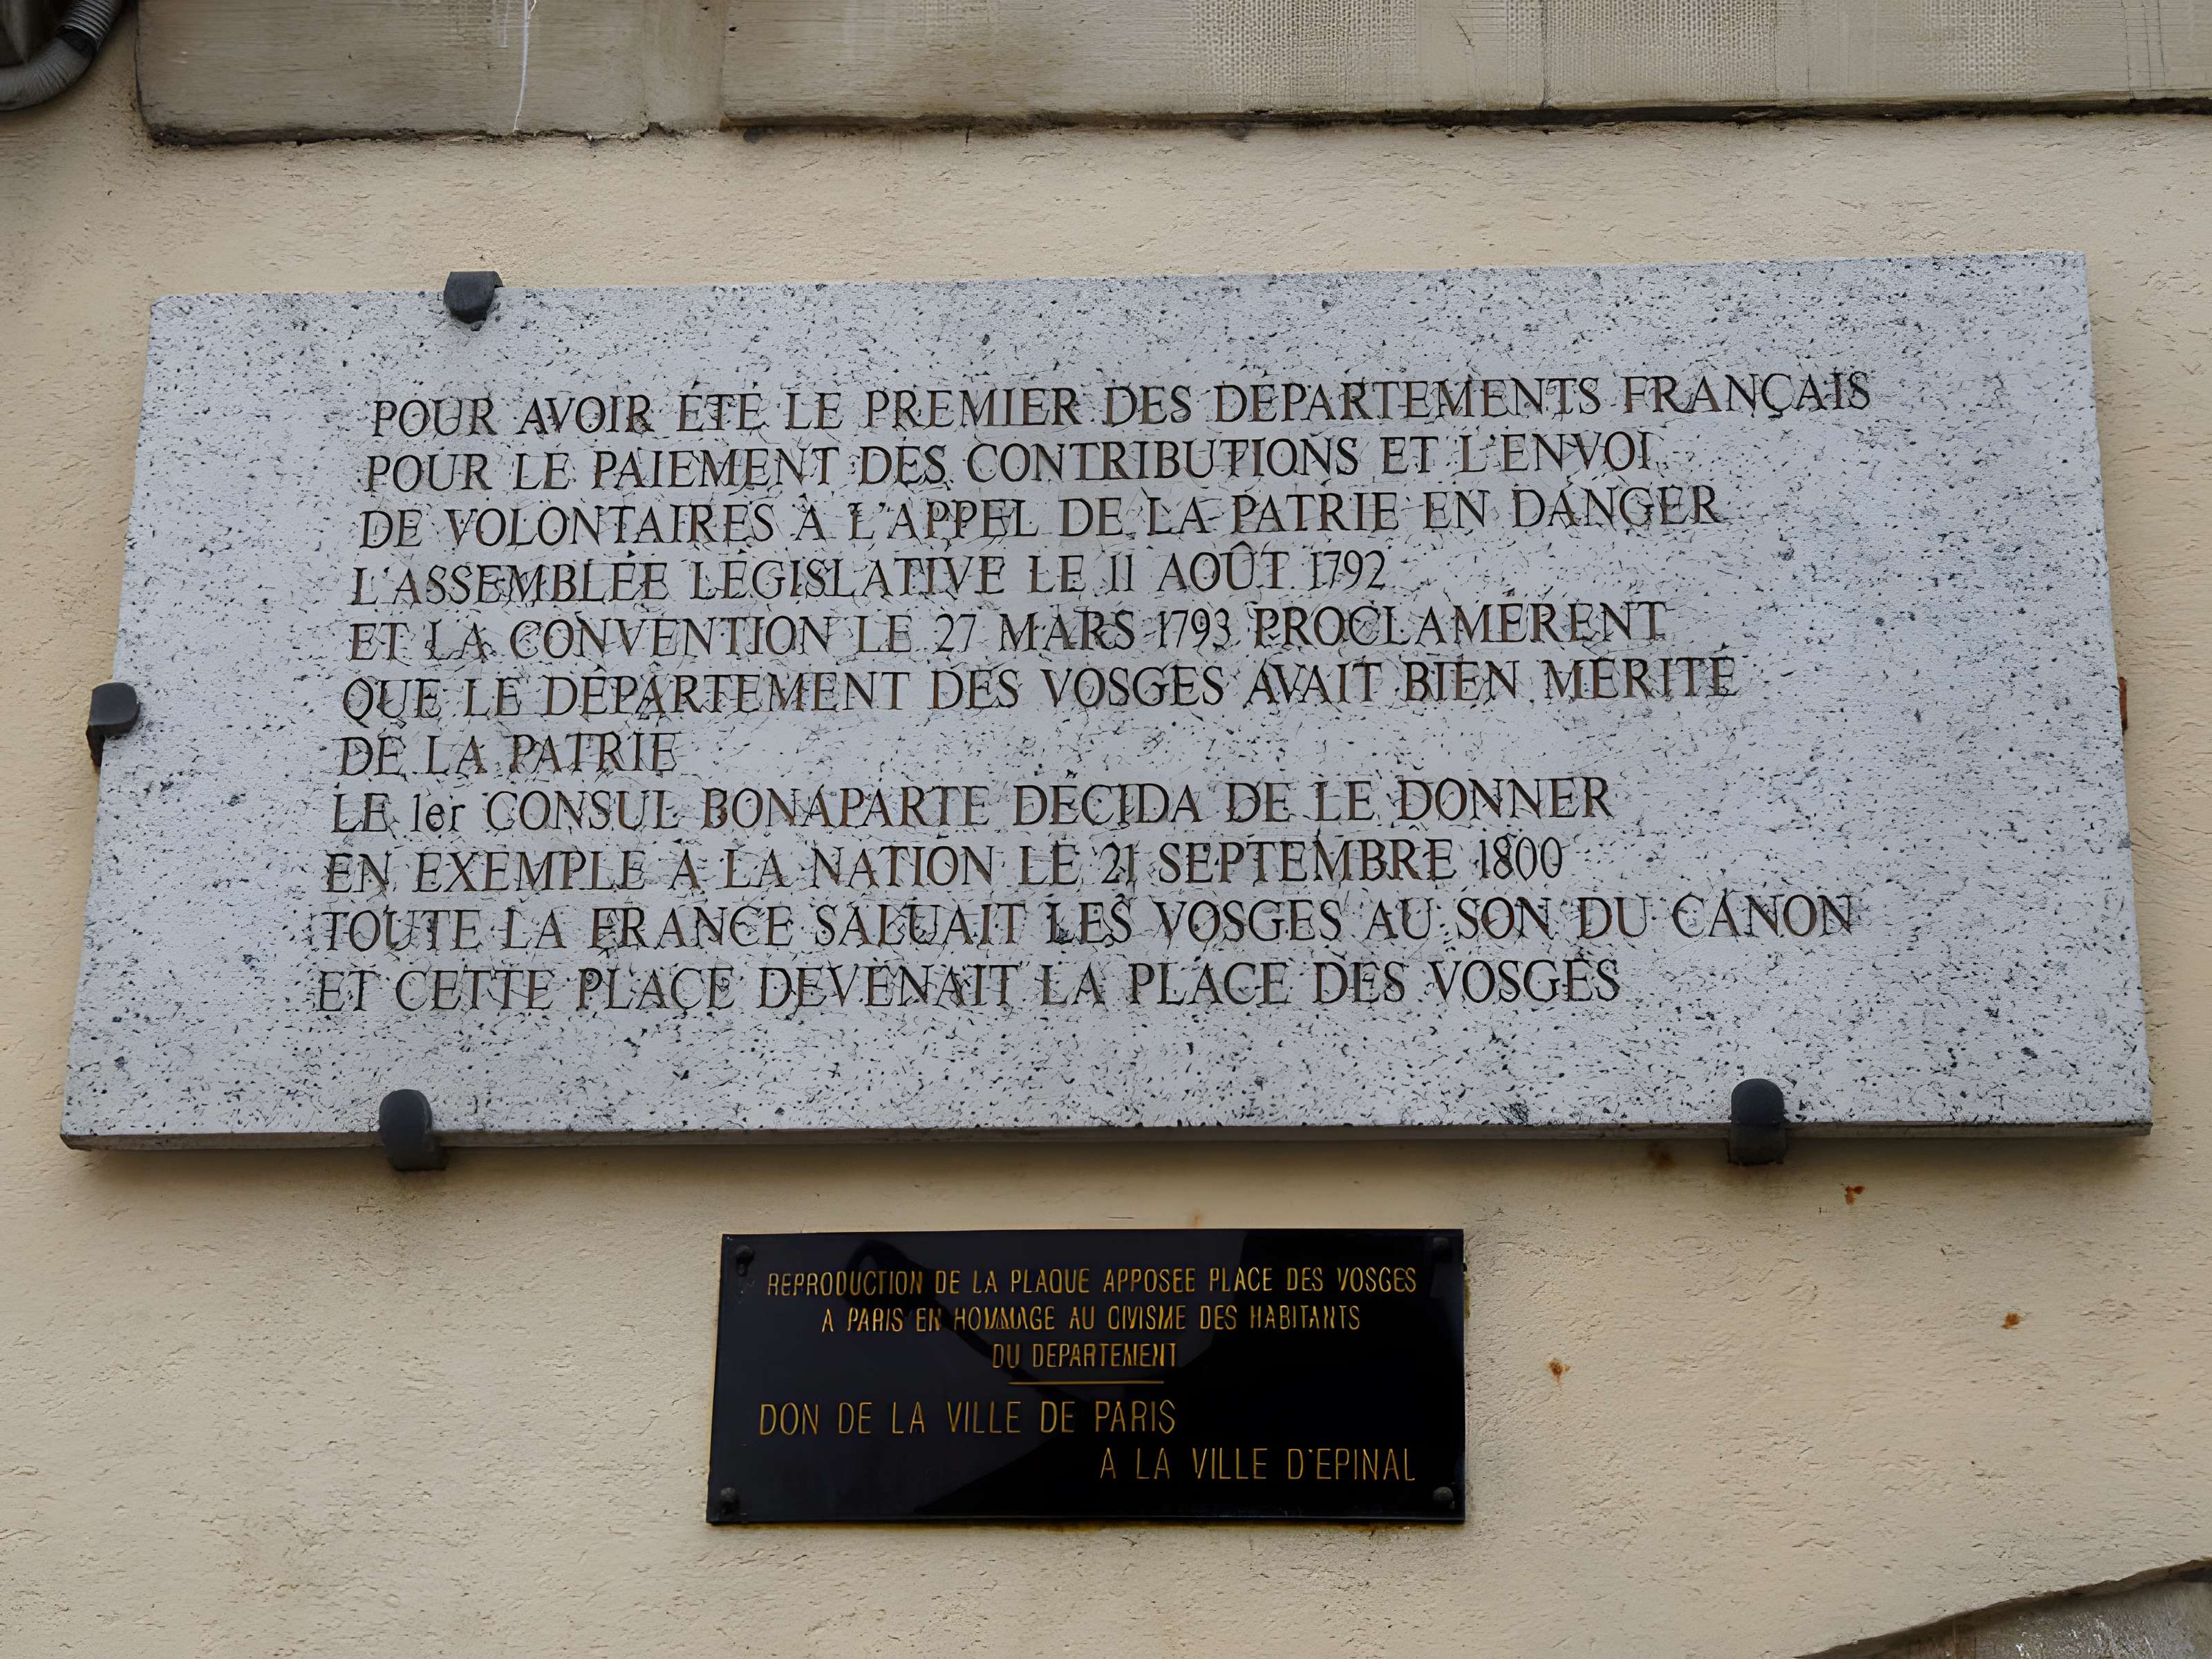 POUR AVOIR ÉTÉ LE PREMIER DES DÉPARTEMENTS FRANÇAIS
POUR LE PAIEMENT DES CONTRIBUTIONS ET L'ENVOI
DE VOLONTAIRES À L'APPEL DE LA PATRIE EN DANGER
L'ASSEMBLÉE LÉGISLATIVE LE 11 AOÛT 1792
ET LA CONVENTION LE 27 MARS 1793 PROCLAMÈRENT
QUE LE DÉPARTEMENT DES VOSGES AVAIT BIEN MÉRITÉ
DE LA PATRIE
LE 1er CONSUL BONAPARTE DÉCIDA DE LE DONNER
EN EXEMPLE À LA NATION LE 21 SEPTEMBRE 1800
TOUTE LA FRANCE SALUAIT LES VOSGES AU SON DU CANON
ET CETTE PLACE DEVENAIT LA PLACE DES VOSGES
REPRODUCTION DE LA PLAQUE APPOSEE PLACE DES VOSGES
A PARIS EN HOMMAGE AU CIVISME DES HABITANTS
DU DEPARTEMENT
DON DE LA VILLE DE PARIS
A LA VILLE D'EPINAL